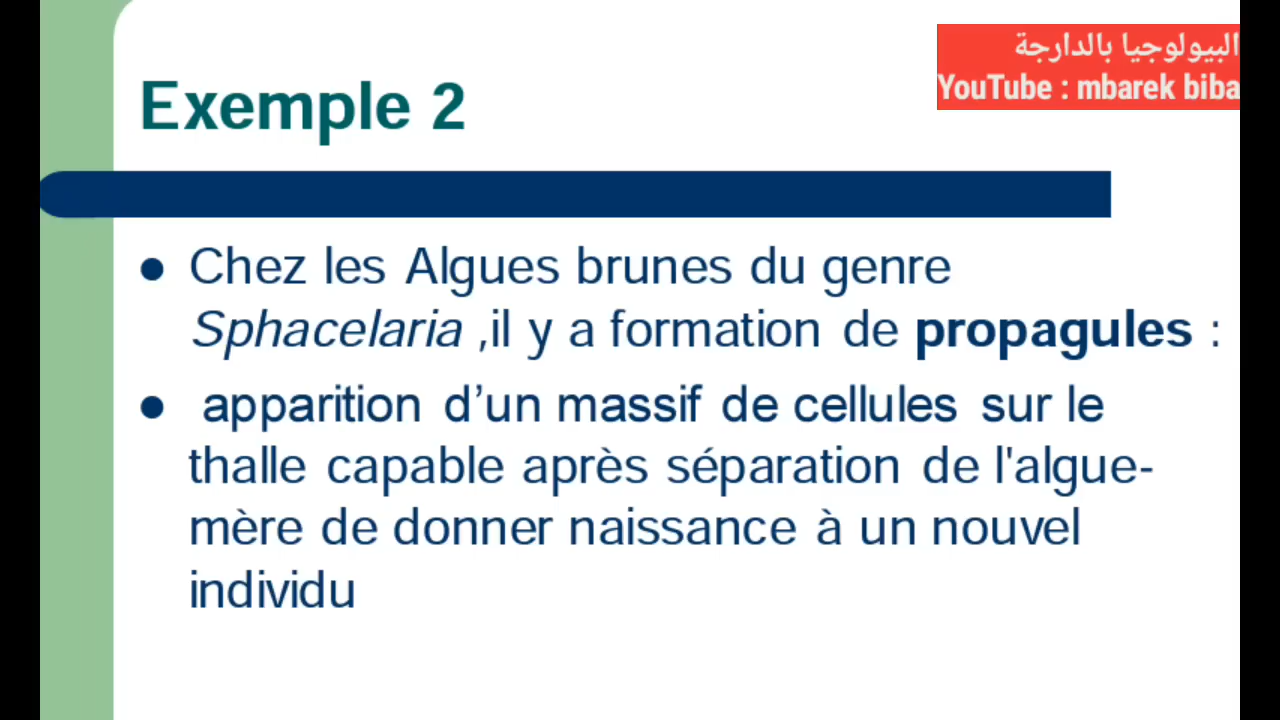 البيولوجيا بالدارجة
YouTube : mbarek biba
Exemple 2
Chez les Algues brunes du genre
Sphacelaria ,il y a formation de propagules :
apparition d’un massif de cellules sur le
thalle capable après séparation de l'algue-
mère de donner naissance à un nouvel
individu